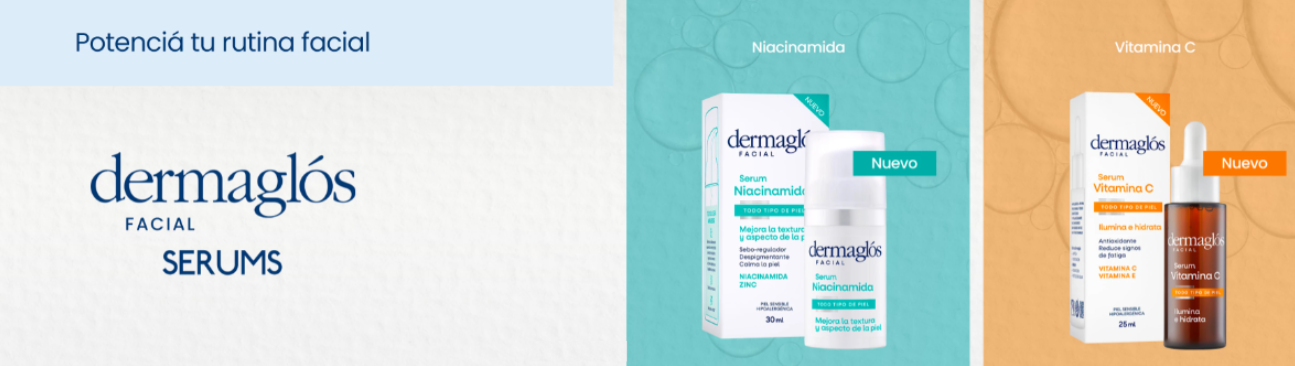 Potenciá tu rutina facial
dermaglós
FACIAL
SERUMS
Niacinamida
NUEVO
dermagló
FACIAL
Serum
Niacinamida
TODO TIPO DE PIEL
Mejora la textura
y aspecto de la p
Sebo-regulador
Despigmentante
Calma la piel
NIACINAMIDA
ZINC
PIEL SENSIBLE
HIPOALERGÉNICA
30 ml
Nuevo
dermaglós
FACIAL
Serum
Niacinamida
TODO TIPO DE PIEL
Mejora la textura
y aspecto de la piel
Vitamina C
NUEVO
dermaglós
FACIAL
Serum
Vitamina C
TODO TIPO DE PIEL
Ilumina e hidrata
Antioxidante
Reduce signos
de fatiga
VITAMINA C
VITAMINA E
PIEL SENSIBLE
HIPOALERGÉNICA
25 ml
Nuevo
dermaglós
FACIAL
Serum
Vitamina C
TODO TIPO DE PIEL
Ilumina
e hidrata